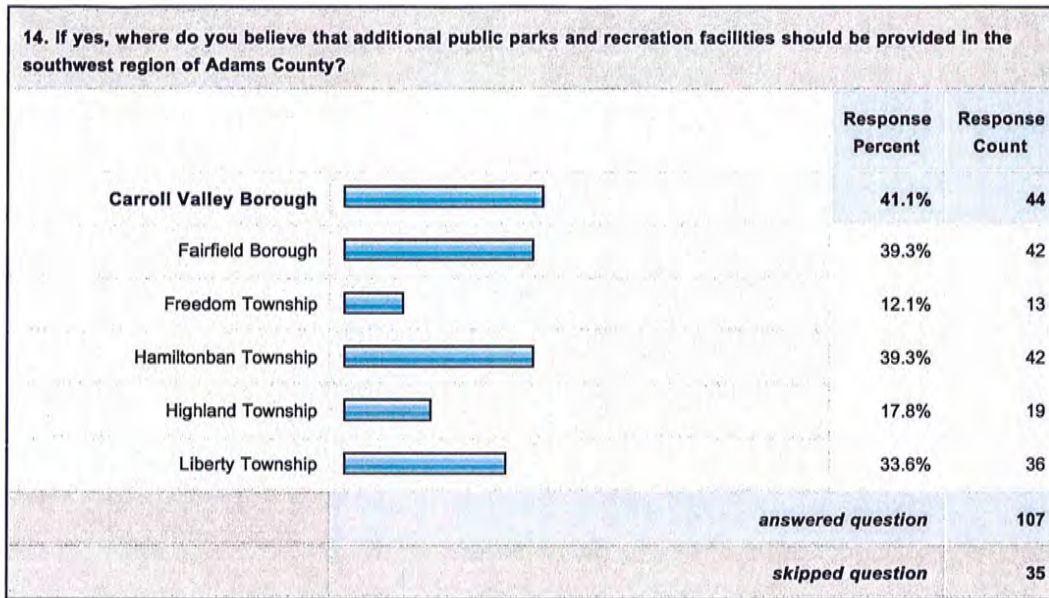 14. If yes, where do you believe that additional public parks and recreation facilities should be provided in the
southwest region of Adams County?
Response Percent
Response Count
Carroll Valley Borough 41.1% 44
Fairfield Borough 39.3% 42
Freedom Township 12.1% 13
Hamiltonban Township 39.3% 42
Highland Township 17.8% 19
Liberty Township 33.6% 36
answered question 107
skipped question 35